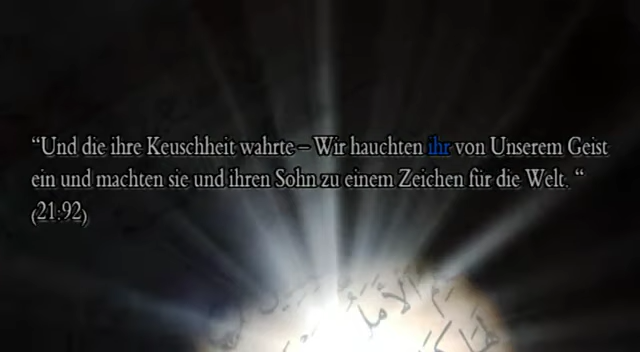 “Und die ihre Keuschheit wahrte – Wir hauchten ihr von Unserem Geist
ein und machten sie und ihren Sohn zu einem Zeichen für die Welt. “
(21:92)